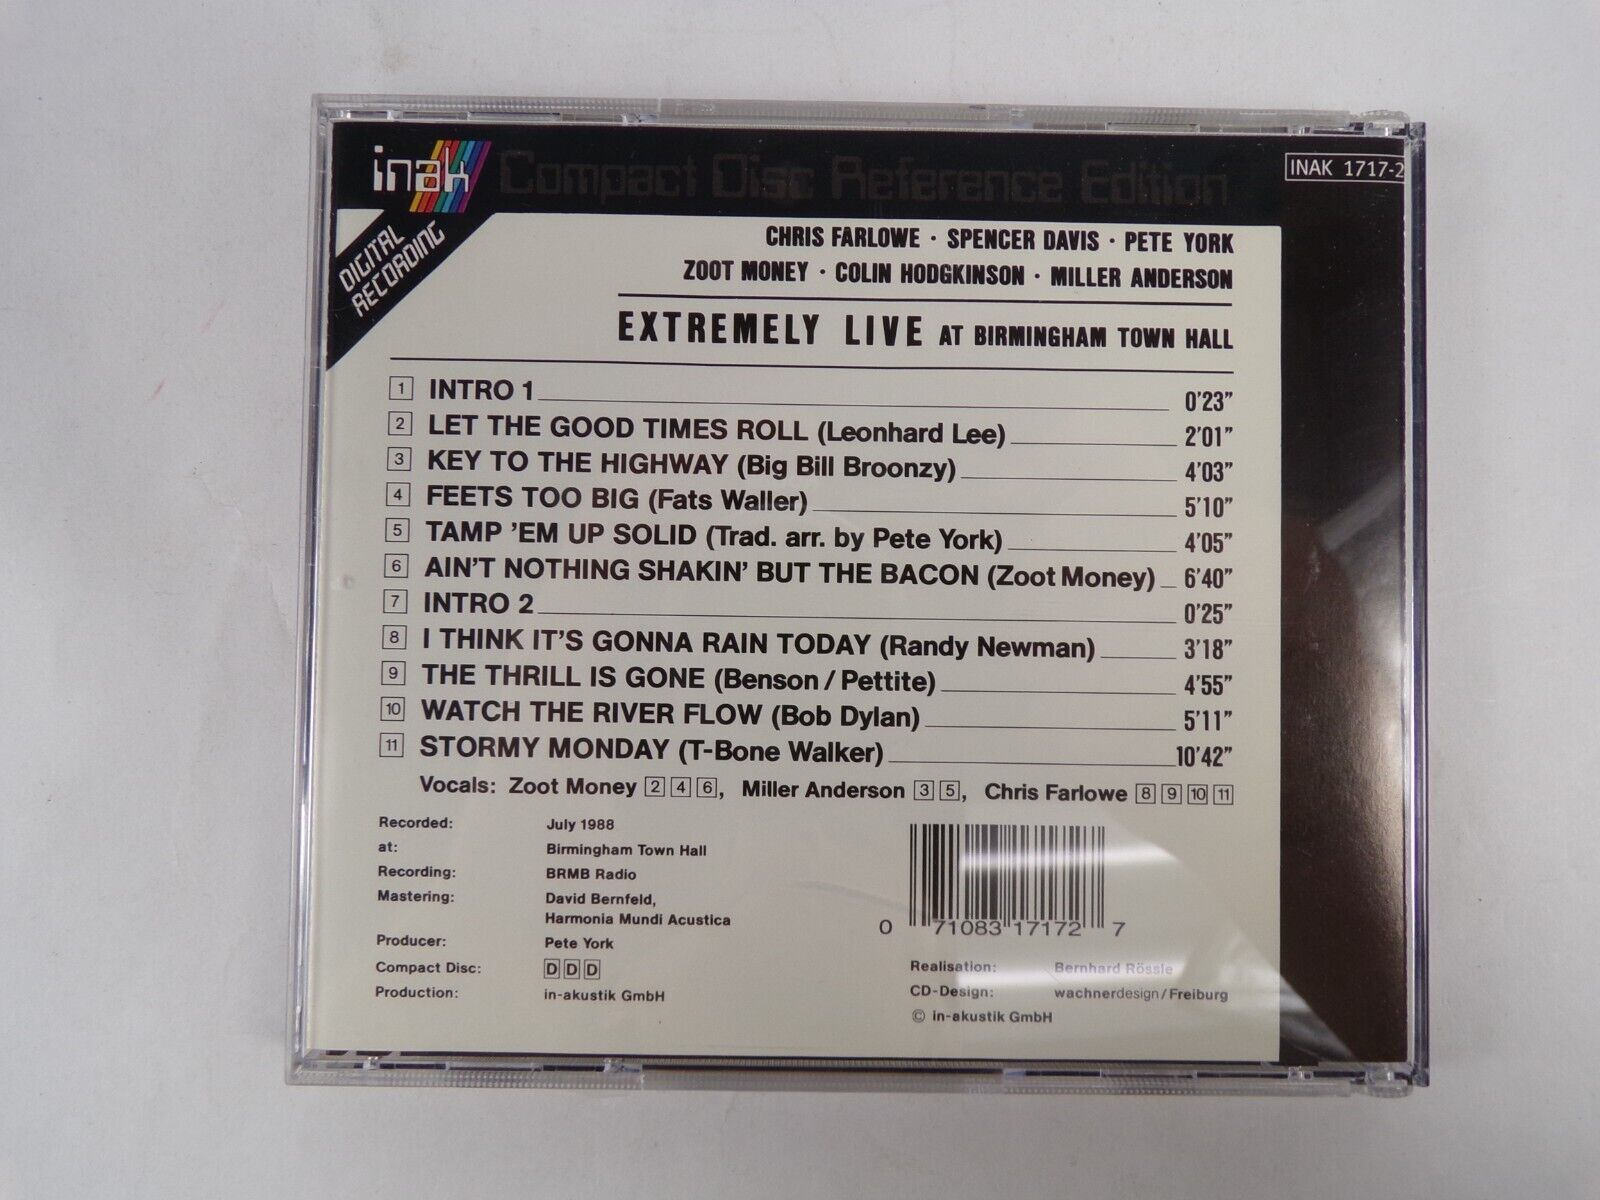 inak Compact Disc Reference Edition
INAK 1717-2
DIGITAL
RECORDING
CHRIS FARLOWE · SPENCER DAVIS · PETE YORK
ZOOT MONEY · COLIN HODGKINSON · MILLER ANDERSON
EXTREMELY LIVE AT BIRMINGHAM TOWN HALL
1 INTRO 1 0'23"
2 LET THE GOOD TIMES ROLL (Leonhard Lee) 2'01"
3 KEY TO THE HIGHWAY (Big Bill Broonzy) 4'03"
4 FEETS TOO BIG (Fats Waller) 5'10"
5 TAMP 'EM UP SOLID (Trad. arr. by Pete York) 4'05"
6 AIN'T NOTHING SHAKIN' BUT THE BACON (Zoot Money) 6'40"
7 INTRO 2 0'25"
8 I THINK IT'S GONNA RAIN TODAY (Randy Newman) 3'18"
9 THE THRILL IS GONE (Benson / Pettite) 4'55"
10 WATCH THE RIVER FLOW (Bob Dylan) 5'11"
11 STORMY MONDAY (T-Bone Walker) 10'42"
Vocals: Zoot Money 2 4 6, Miller Anderson 3 5, Chris Farlowe 8 9 10 11
Recorded: July 1988
at: Birmingham Town Hall
Recording: BRMB Radio
Mastering: David Bernfeld,
Harmonia Mundi Acustica
Producer: Pete York
Compact Disc: D D D
Production: in-akustik GmbH
0 71083 17172 7
Realisation: Bernhard Rössle
CD-Design: wachnerdesign/Freiburg
© in-akustik GmbH